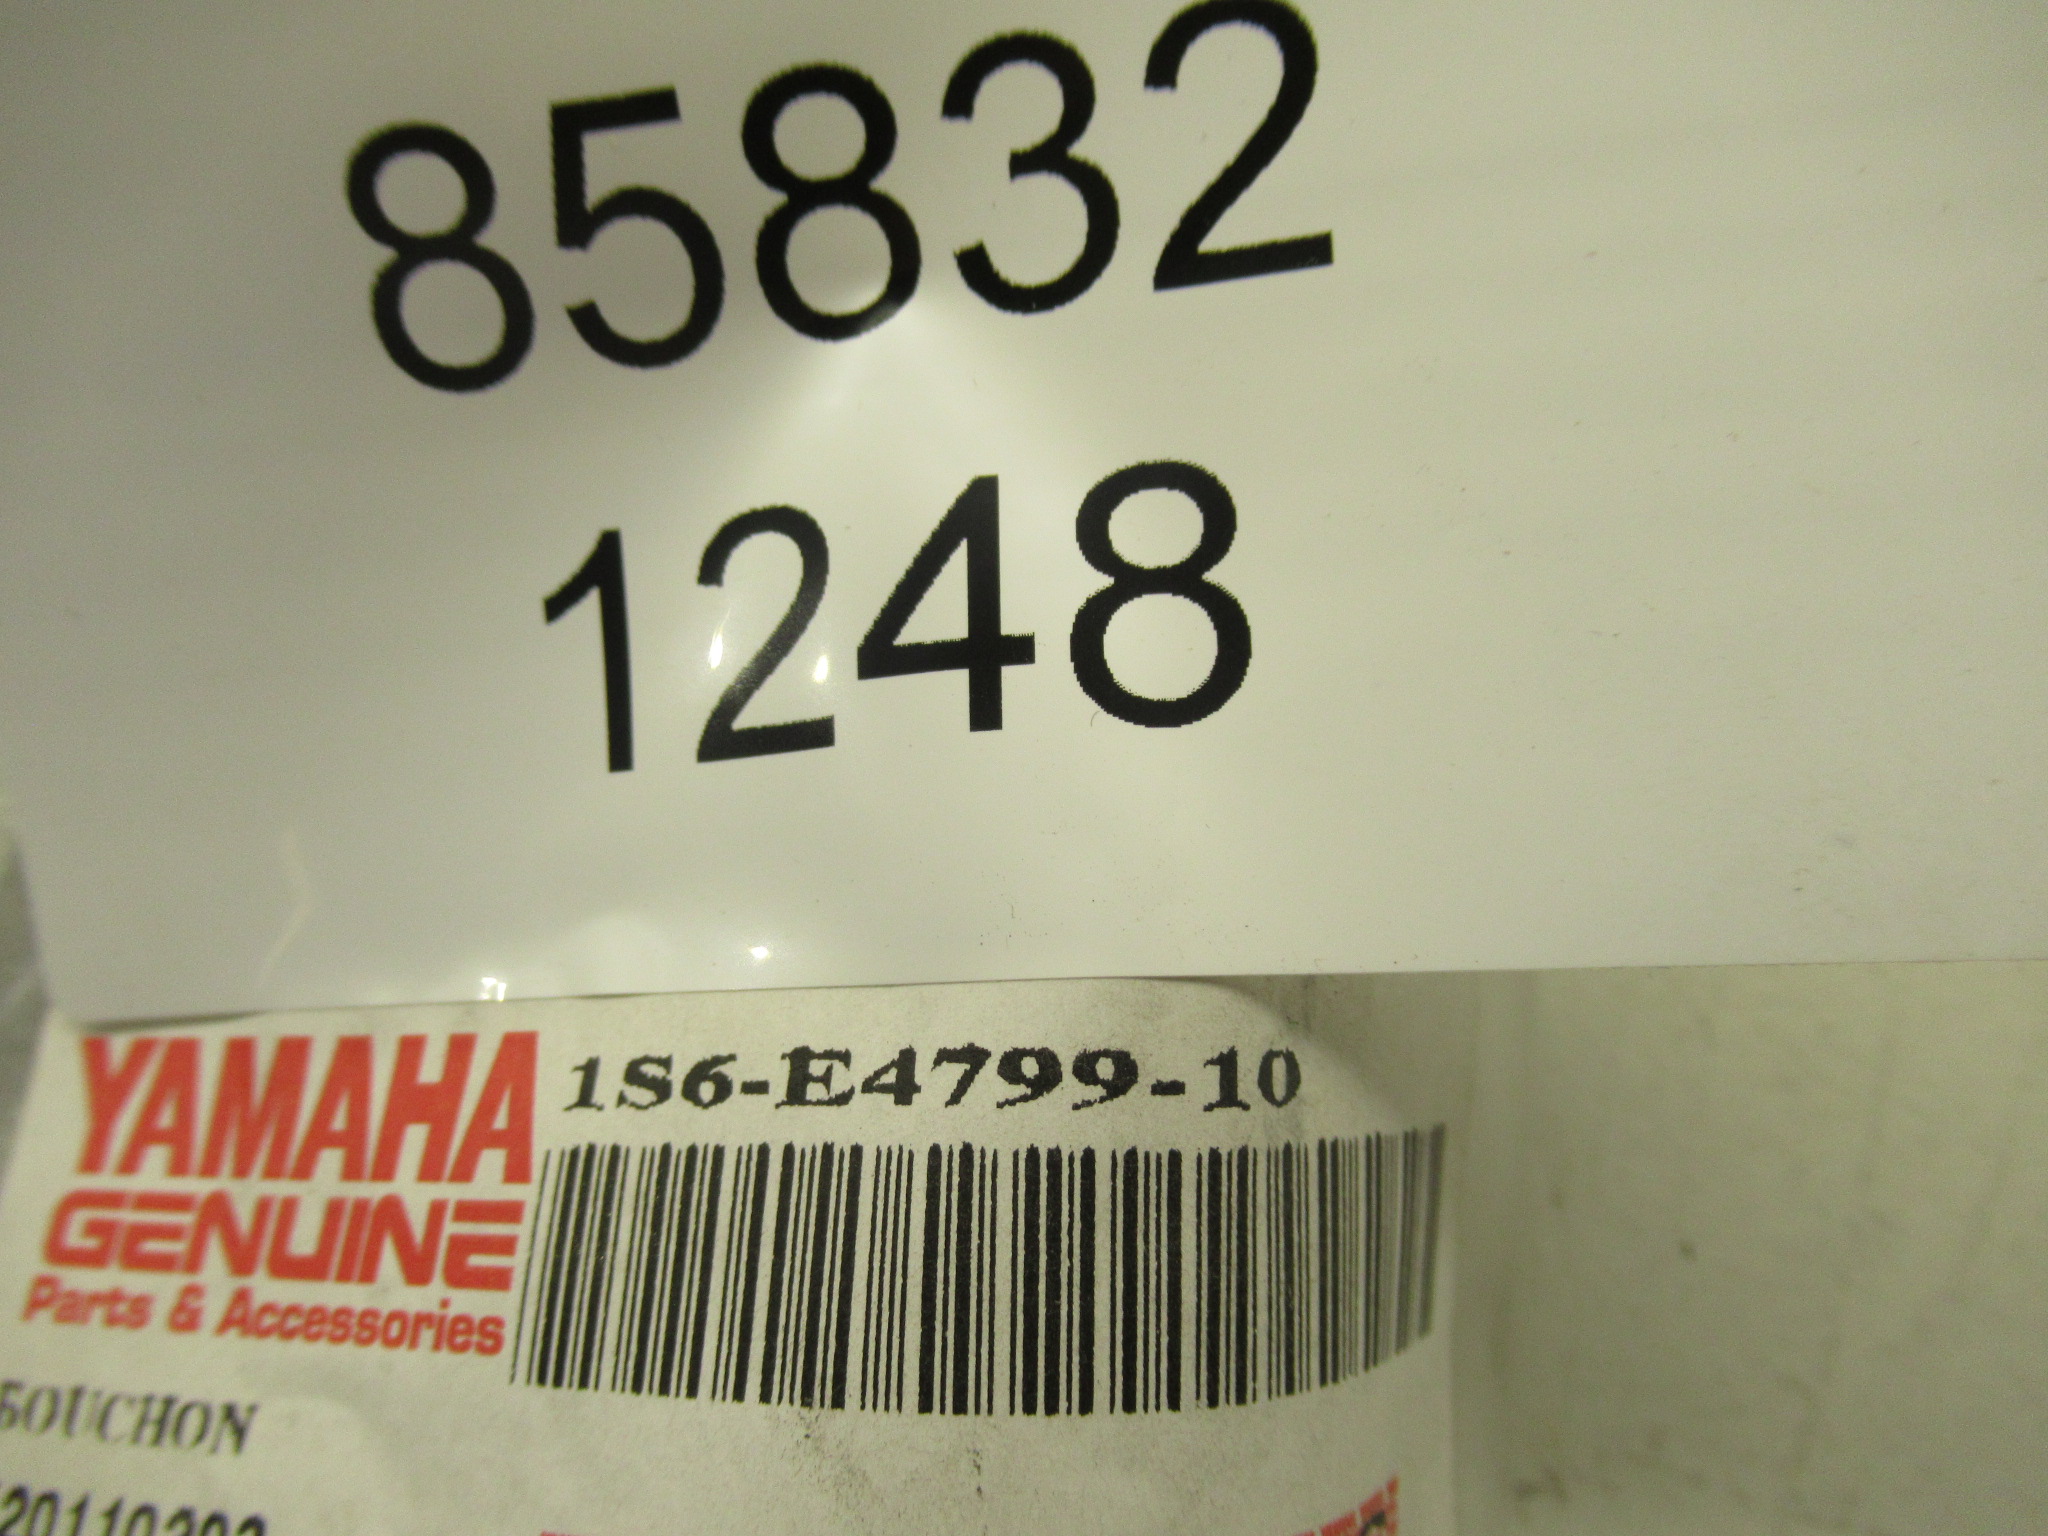 85832
1248
YAMAHA 1S6-E4799-10
GENUINE
Parts & Accessories
BOUCHON